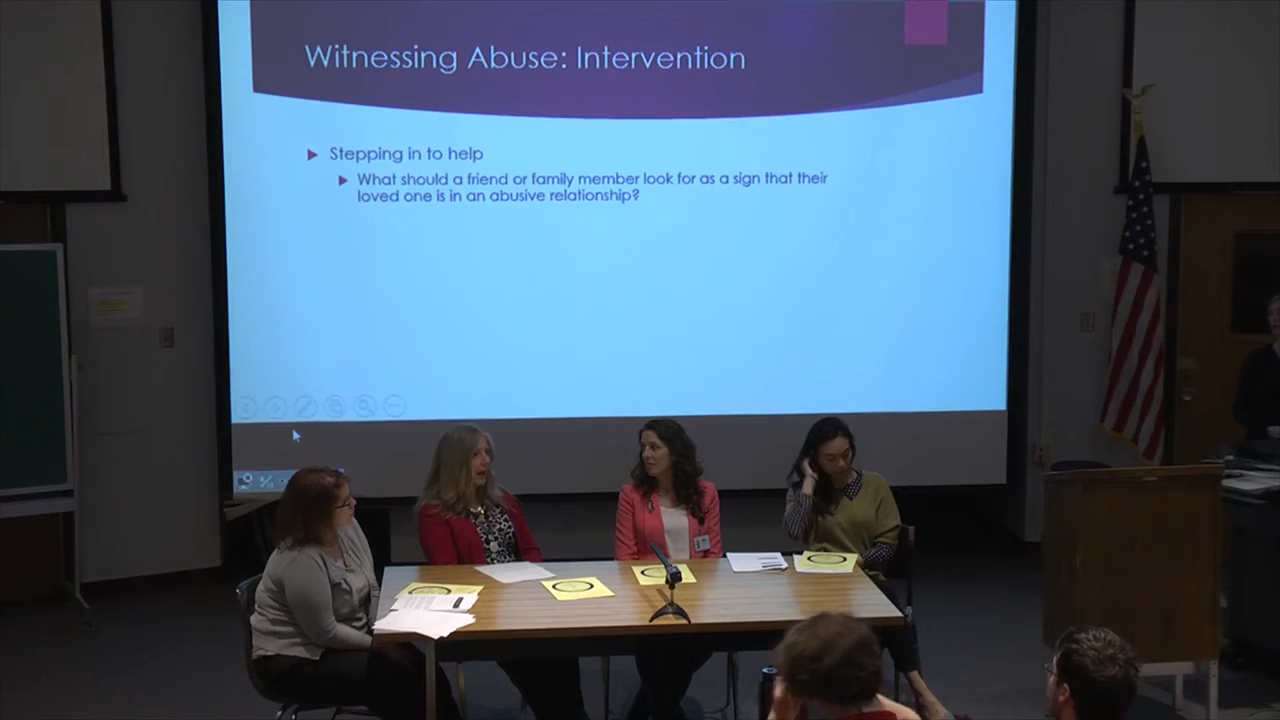 Witnessing Abuse: Intervention
Stepping in to help
What should a friend or family member look for as a sign that their
loved one is in an abusive relationship?